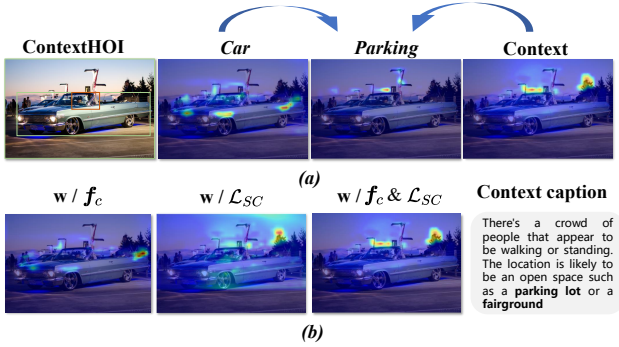 ContextHOI Car Parking Context
(a)
w / f_c w / L_SC w / f_c & L_SC Context caption
There's a crowd of
people that appear to
be walking or standing.
The location is likely to
be an open space such
as a parking lot or a
fairground
(b)